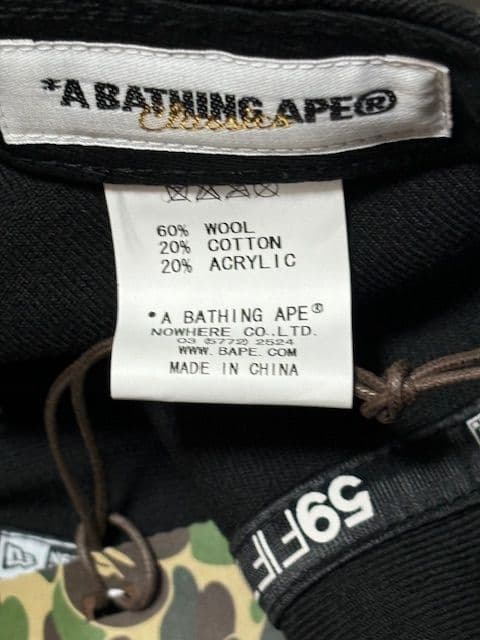 *A BATHING APE®
Classics
60% WOOL
20% COTTON
20% ACRYLIC
*A BATHING APE®
NOWHERE CO.,LTD.
03 (5772) 2524
WWW. BAPE. COM
MADE IN CHINA
59FI
NE